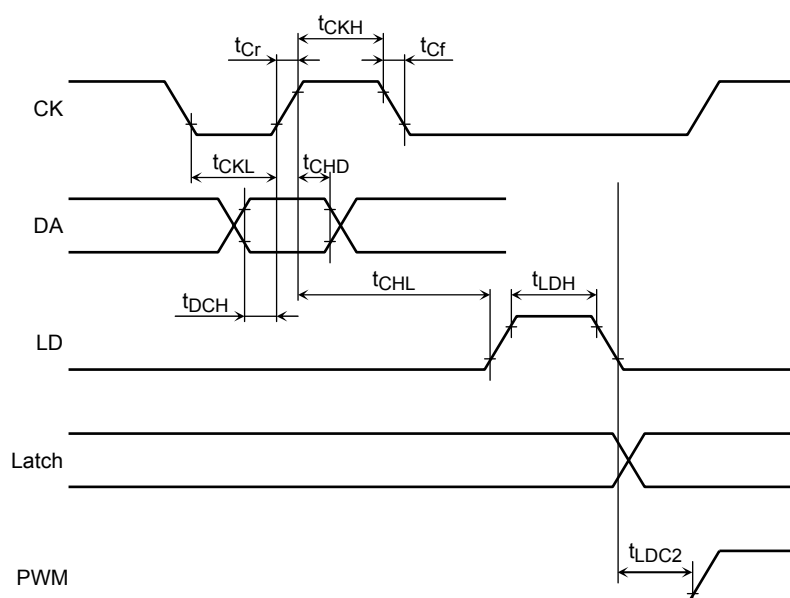 tCKH
tCr
tCf
CK
tCKL
tCHD
DA
tCHL
tLDH
tDCH
LD
Latch
tLDC2
PWM